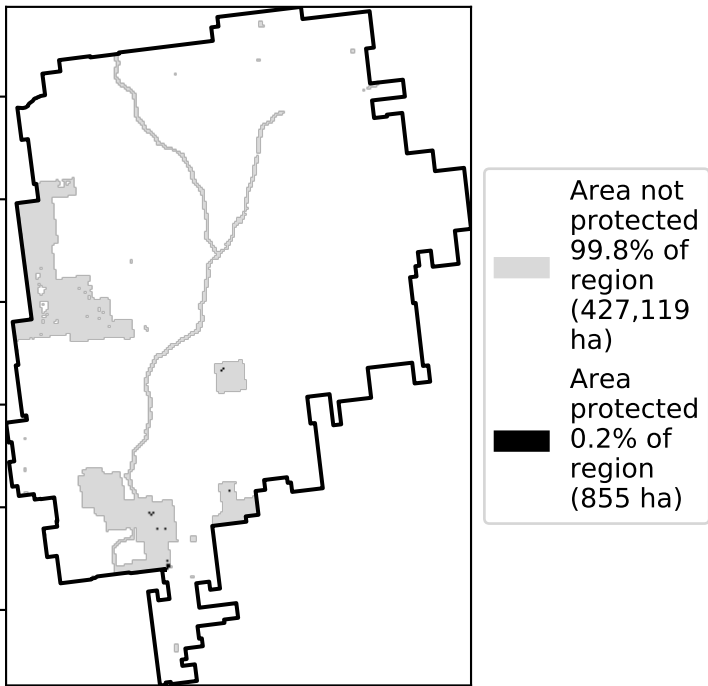 Area not
protected
99.8% of
region
(427,119
ha)
Area
protected
0.2% of
region
(855 ha)